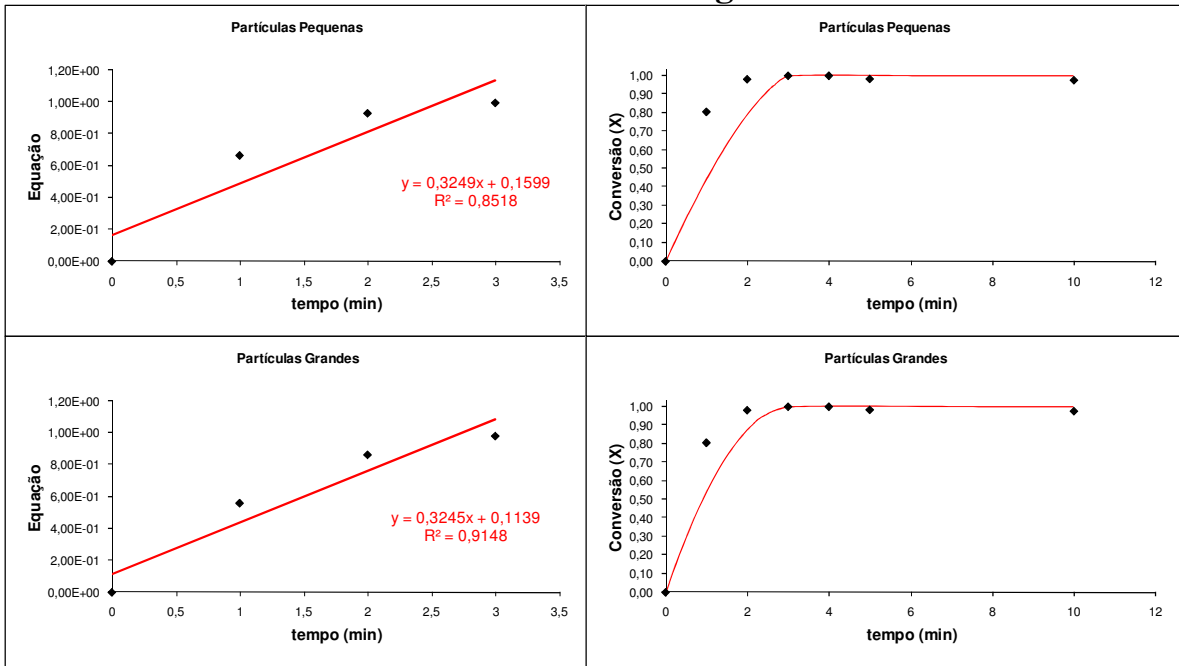 Partículas Pequenas
1,20E+00
1,00E+00
8,00E-01
6,00E-01
4,00E-01
2,00E-01
0,00E+00
Equação
y = 0,3249x + 0,1599
R² = 0,8518
0 0,5 1 1,5 2 2,5 3 3,5
tempo (min)
Partículas Pequenas
1,00
0,90
0,80
0,70
0,60
0,50
0,40
0,30
0,20
0,10
0,00
Conversão (X)
0 2 4 6 8 10 12
tempo (min)
Partículas Grandes
1,20E+00
1,00E+00
8,00E-01
6,00E-01
4,00E-01
2,00E-01
0,00E+00
Equação
y = 0,3245x + 0,1139
R² = 0,9148
0 0,5 1 1,5 2 2,5 3 3,5
tempo (min)
Partículas Grandes
1,00
0,90
0,80
0,70
0,60
0,50
0,40
0,30
0,20
0,10
0,00
Conversão (X)
0 2 4 6 8 10 12
tempo (min)